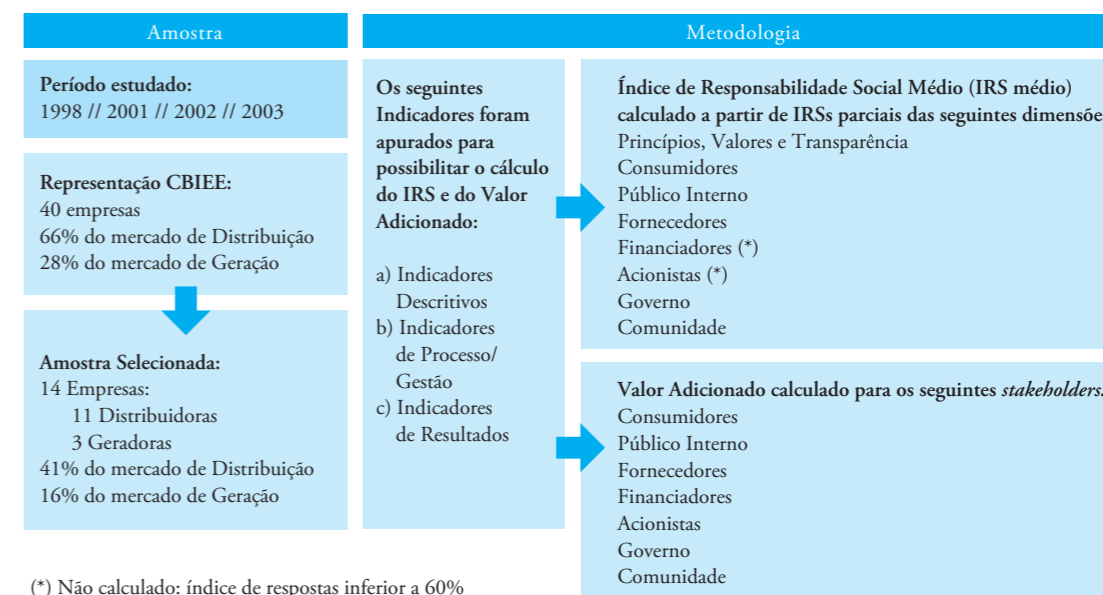 Amostra
Período estudado:
1998 // 2001 // 2002 // 2003
Representação CBIEE:
40 empresas
66% do mercado de Distribuição
28% do mercado de Geração
Amostra Selecionada:
14 Empresas:
11 Distribuidoras
3 Geradoras
41% do mercado de Distribuição
16% do mercado de Geração
(*) Não calculado: índice de respostas inferior a 60%
Metodologia
Os seguintes
Indicadores foram
apurados para
possibilitar o cálculo
do IRS e do Valor
Adicionado:
a) Indicadores
Descritivos
b) Indicadores
de Processo/
Gestão
c) Indicadores
de Resultados
Índice de Responsabilidade Social Médio (IRS médio)
calculado a partir de IRSs parciais das seguintes dimensõe
Princípios, Valores e Transparência
Consumidores
Público Interno
Fornecedores
Financiadores (*)
Acionistas (*)
Governo
Comunidade
Valor Adicionado calculado para os seguintes stakeholders
Consumidores
Público Interno
Fornecedores
Financiadores
Acionistas
Governo
Comunidade